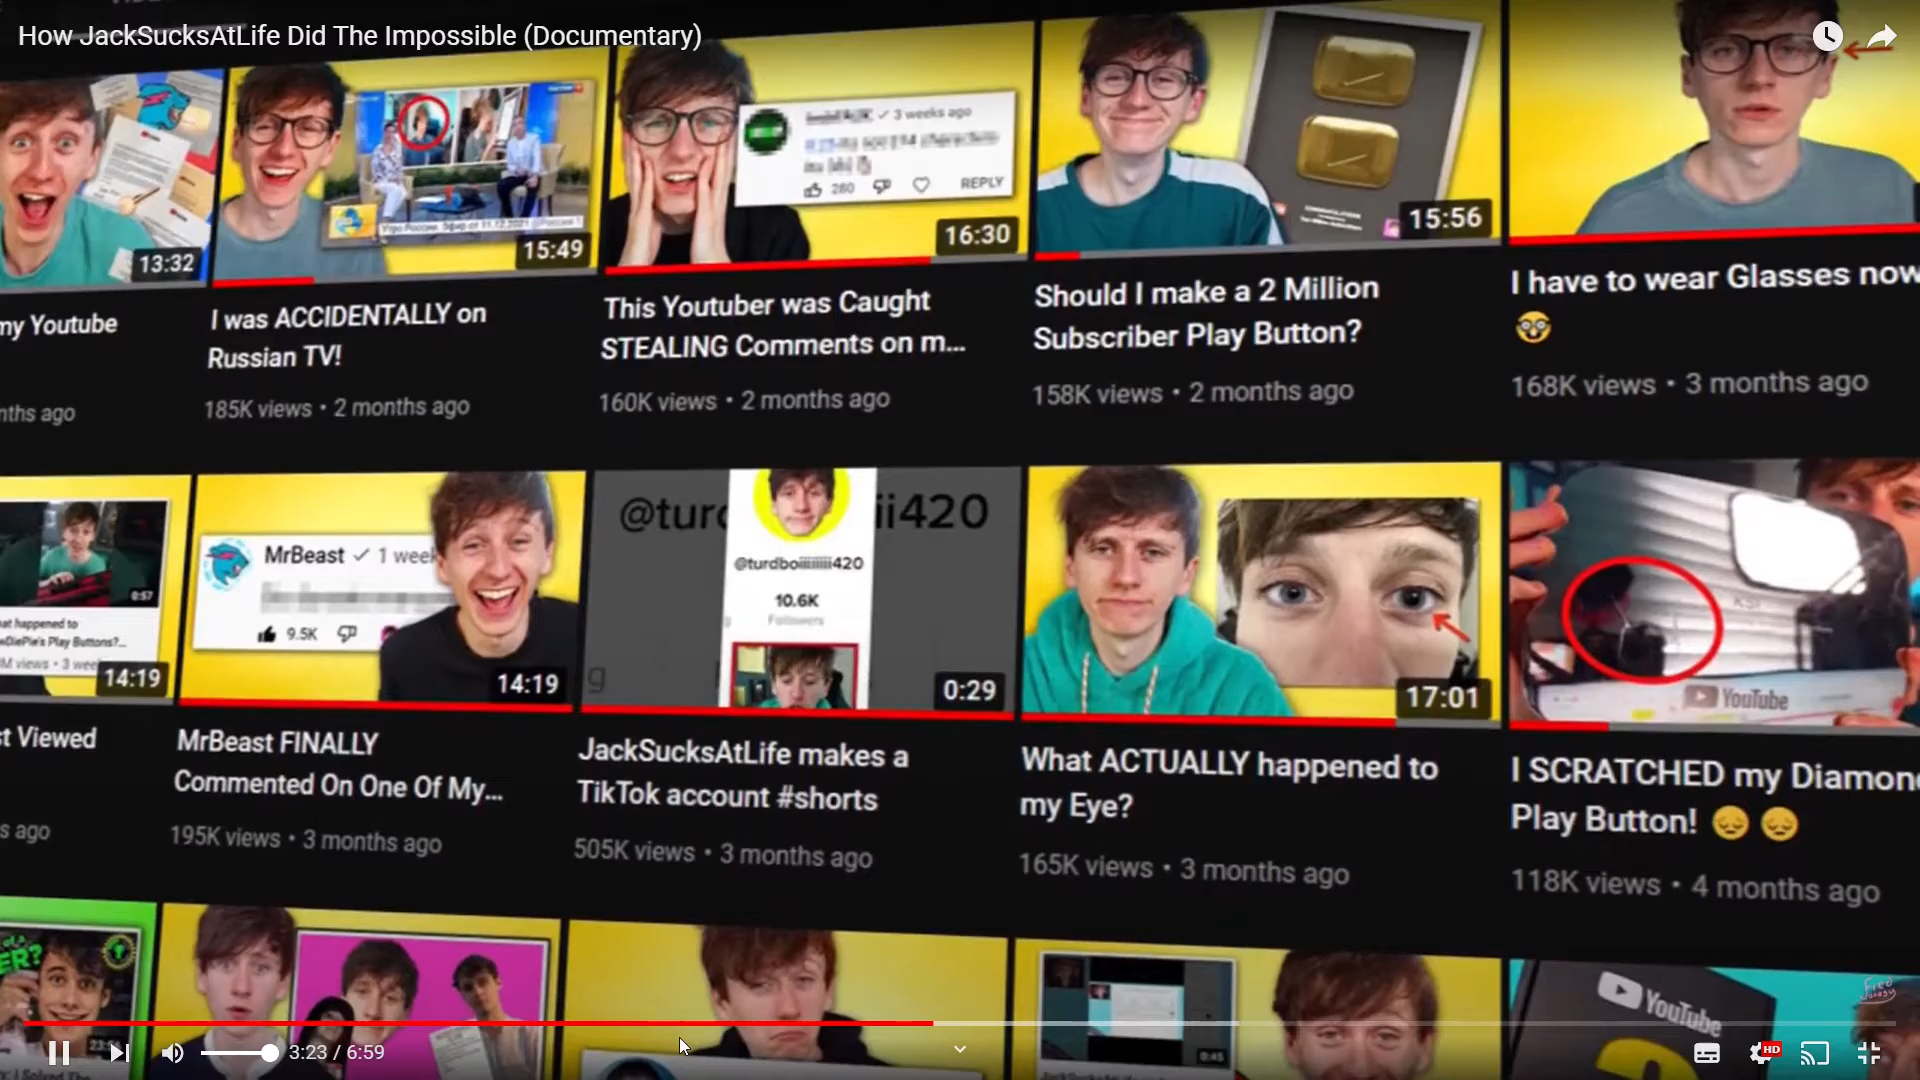 How JackSucksAtLife Did The Impossible (Documentary)
3 weeks ago
280
REPLY
CONGRATULATIONS
13:32
15:49
16:30
15:56
my Youtube
I was ACCIDENTALLY on
Russian TV!
185K views • 2 months ago
This Youtuber was Caught
STEALING Comments on m...
160K views • 2 months ago
Should I make a 2 Million
Subscriber Play Button?
158K views • 2 months ago
I have to wear Glasses now
🤓
168K views • 3 months ago
nths ago
0:57
at happened to
wDiePie's Play Buttons?...
M views • 3 wee
14:19
MrBeast ✓ 1 week
9.5K
14:19
@turd
ii420
@turdboiiiiiiiii420
10.6K
Followers
0:29
17:01
YouTube
t Viewed
s ago
MrBeast FINALLY
Commented On One Of My...
195K views • 3 months ago
JackSucksAtLife makes a
TikTok account #shorts
505K views • 3 months ago
What ACTUALLY happened to
my Eye?
165K views • 3 months ago
I SCRATCHED my Diamond
Play Button! 😔 😔
118K views • 4 months ago
ER?
YouTube
0:45
3:23 / 6:59
HD